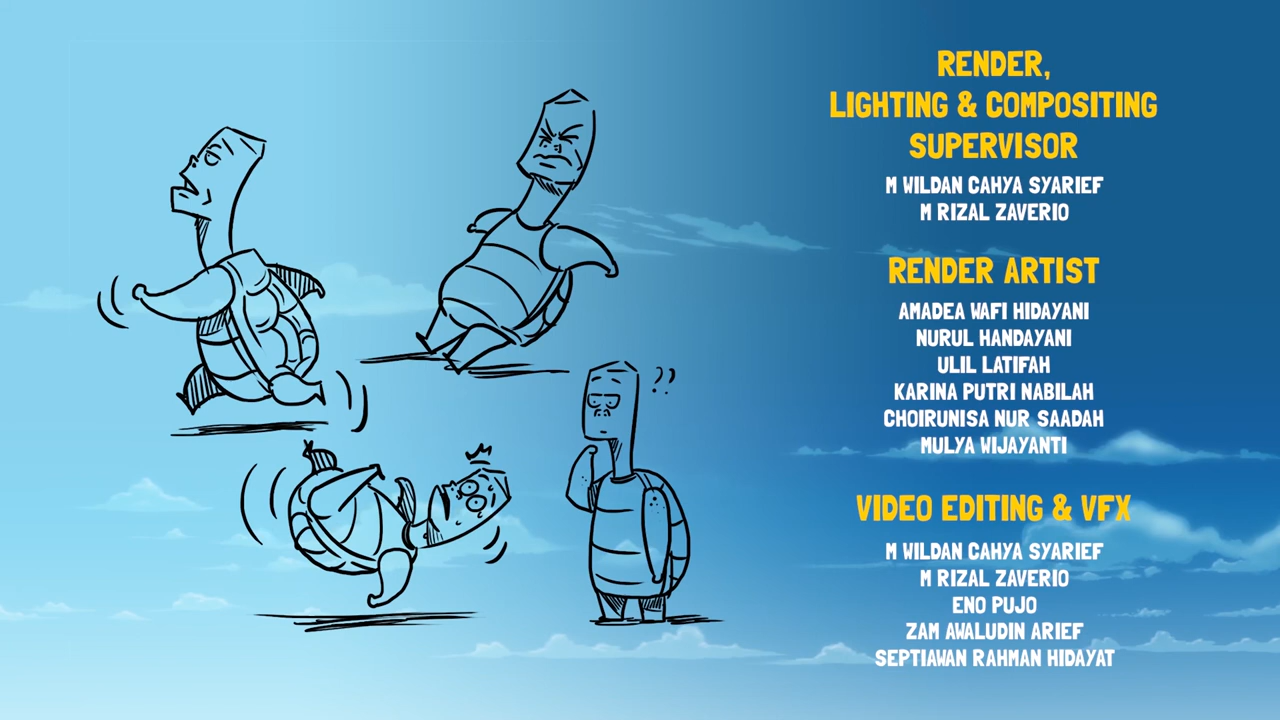 ??
RENDER,
LIGHTING & COMPOSITING
SUPERVISOR
M WILDAN CAHYA SYARIEF
M RIZAL ZAVERIO
RENDER ARTIST
AMADEA WAFI HIDAYANI
NURUL HANDAYANI
ULIL LATIFAH
KARINA PUTRI NABILAH
CHOIRUNISA NUR SAADAH
MULYA WIJAYANTI
VIDEO EDITING & VFX
M WILDAN CAHYA SYARIEF
M RIZAL ZAVERIO
ENO PUJO
ZAM AWALUDIN ARIEF
SEPTIAWAN RAHMAN HIDAYAT